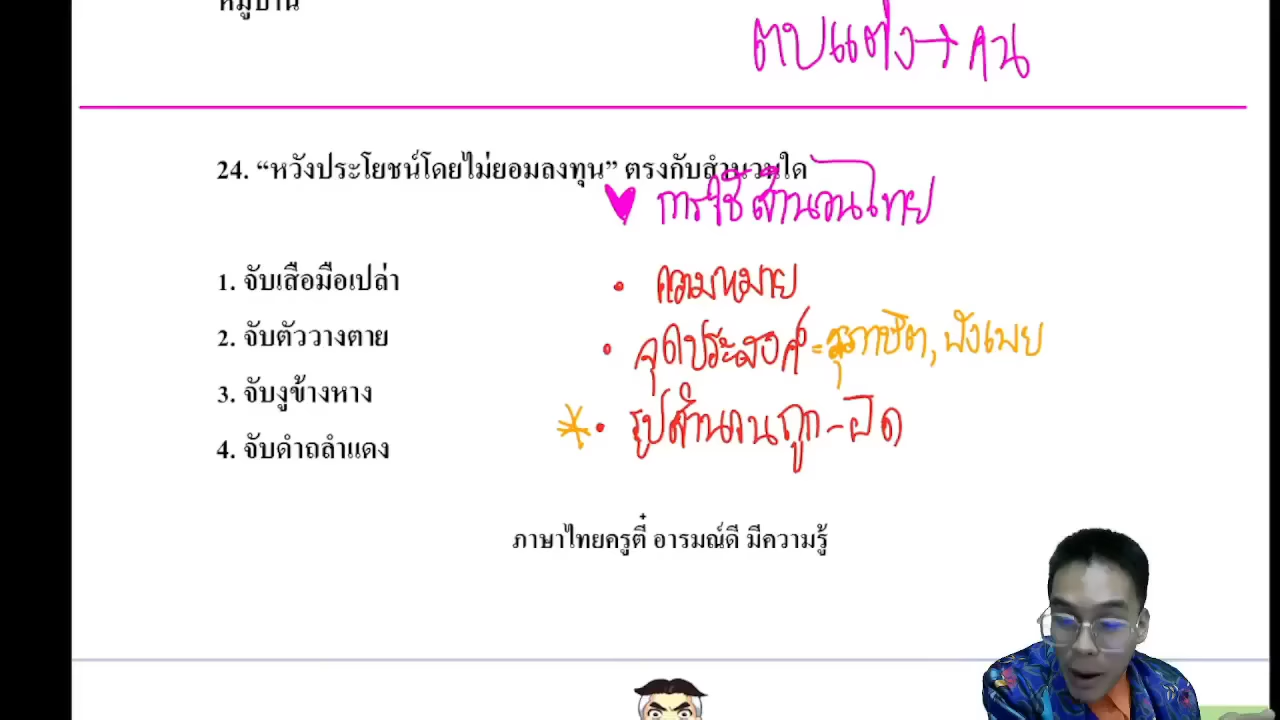 หมู่บ้าน
ตบแต่ง → คน
24. “หวังประโยชน์โดยไม่ยอมลงทุน” ตรงกับสำนวนใด
การใช้สำนวนไทย
1. จับเสือมือเปล่า
• ความหมาย
2. จับตัววางตาย
• จุดประสงค์ = สุภาษิต, พังเพย
3. จับงูข้างหาง
* • รูปสำนวนถูก-ผิด
4. จับดำถลำแดง
ภาษาไทยครูตี๋ อารมณ์ดี มีความรู้